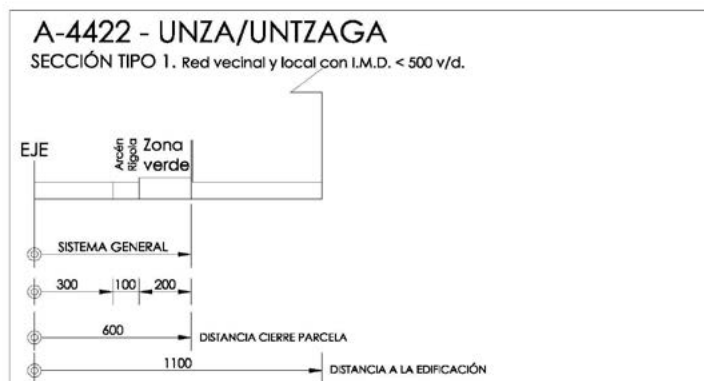 A-4422 - UNZA/UNTZAGA
SECCIÓN TIPO 1. Red vecinal y local con I.M.D. < 500 v/d.
EJE
Arcén
Rígola
Zona
verde
SISTEMA GENERAL
300 100 200
600 DISTANCIA CIERRE PARCELA
1100 DISTANCIA A LA EDIFICACIÓN